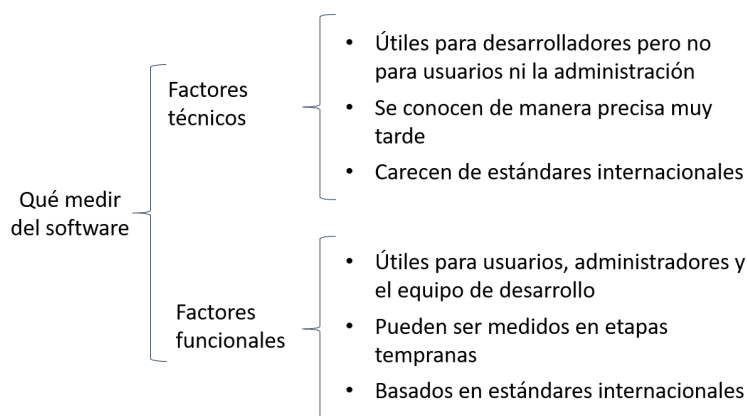 Qué medir
del software
Factores
técnicos
• Útiles para desarrolladores pero no
para usuarios ni la administración
• Se conocen de manera precisa muy
tarde
• Carecen de estándares internacionales
Factores
funcionales
• Útiles para usuarios, administradores y
el equipo de desarrollo
• Pueden ser medidos en etapas
tempranas
• Basados en estándares internacionales